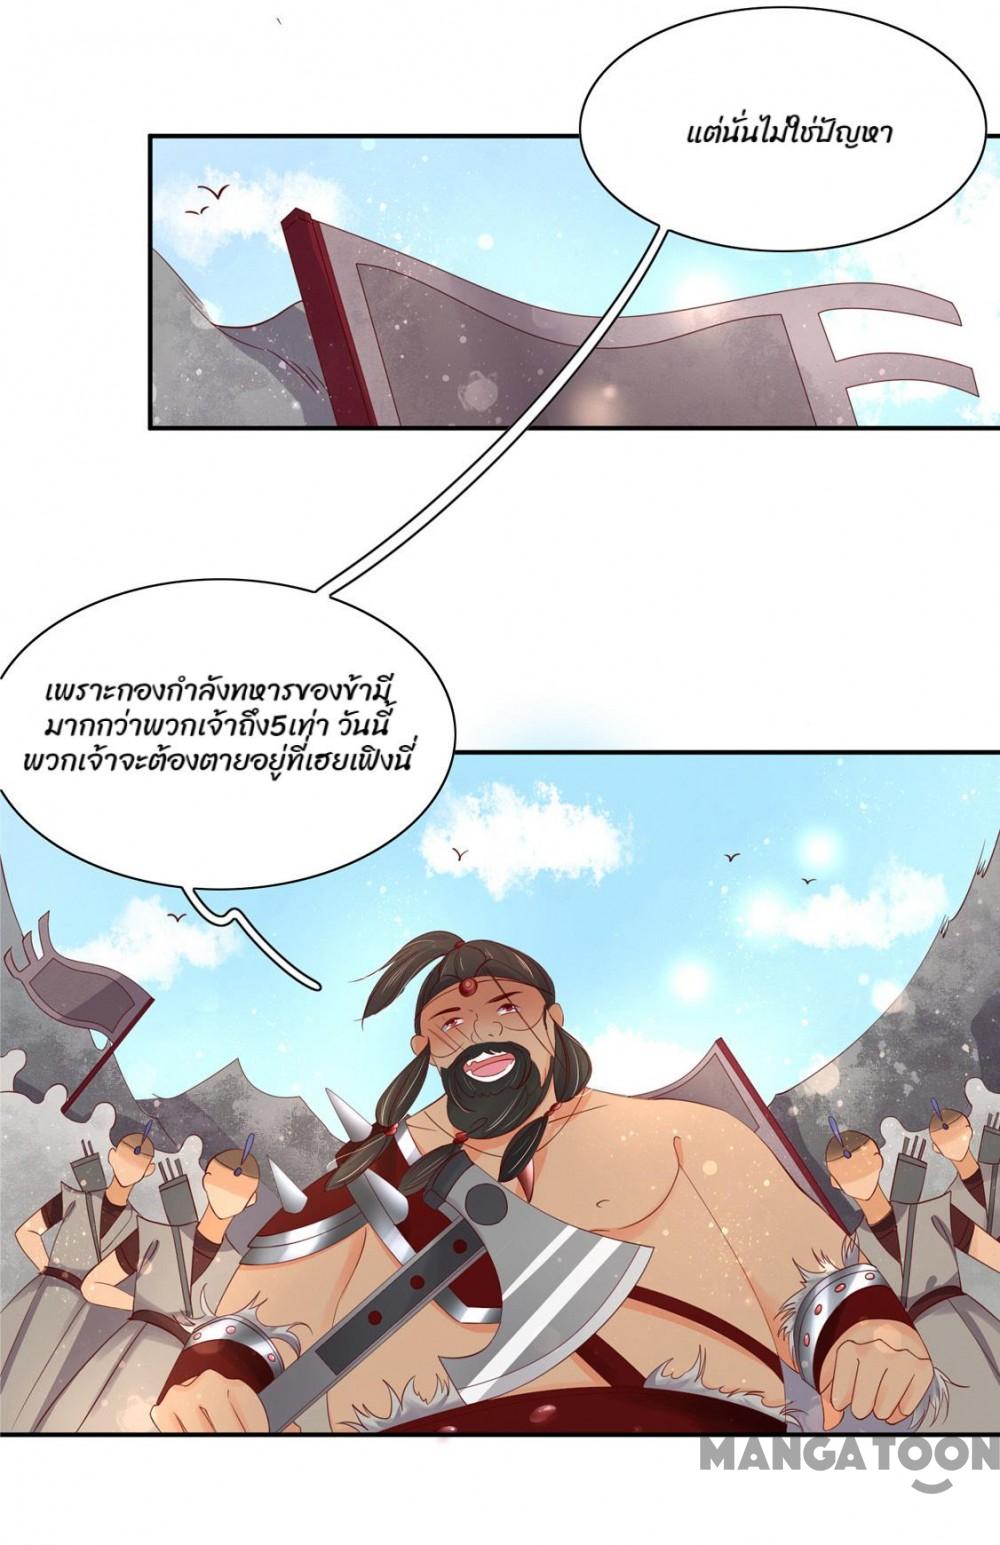 แต่นั่นไม่ใช่ปัญหา
เพราะกองกำลังทหารของข้ามี
มากกว่าพวกเจ้าถึง5เท่า วันนี้
พวกเจ้าจะต้องตายอยู่ที่เฮยเฟิงนี่
MANGATOON